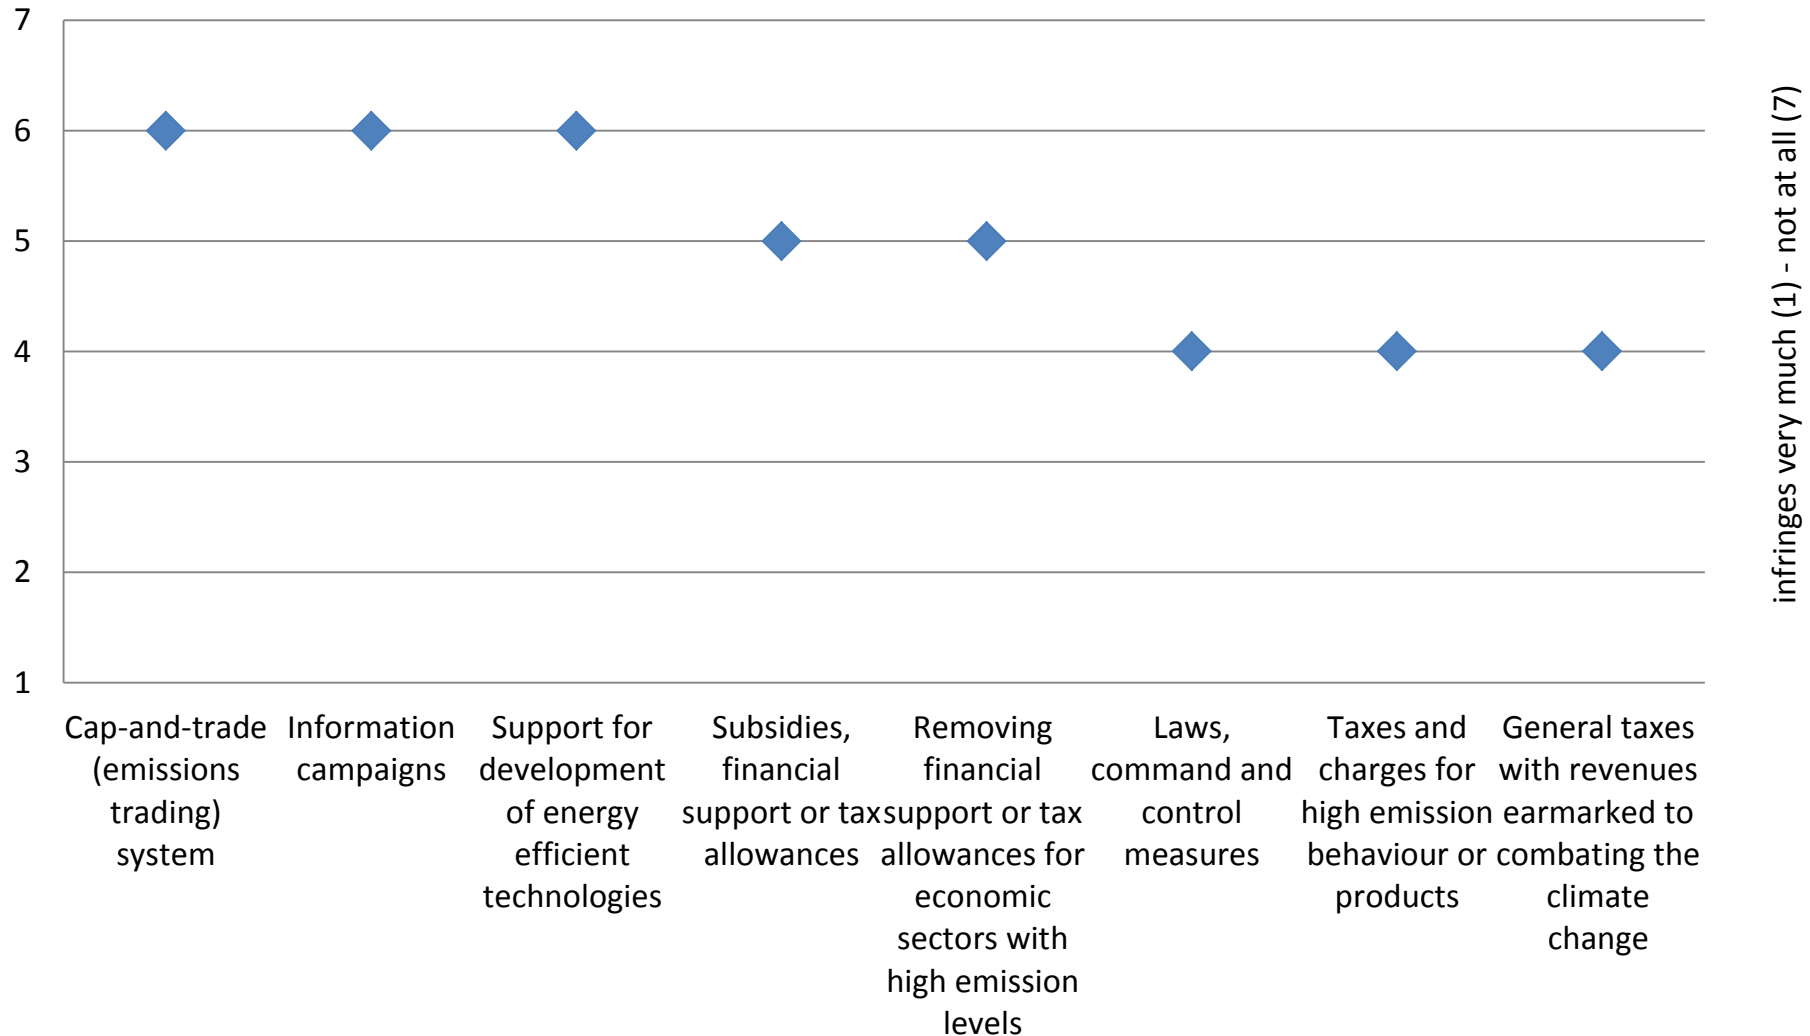 7
6
5
4
3
2
1
Cap-and-trade
(emissions
trading)
system
Information
campaigns
Support for
development
of energy
efficient
technologies
Subsidies,
financial
support or tax
allowances
Removing
financial
support or tax
allowances for
economic
sectors with
high emission
levels
Laws,
command and
control
measures
Taxes and
charges for
high emission
behaviour or
products
General taxes
with revenues
earmarked to
combating the
climate
change
infringes very much (1) - not at all (7)